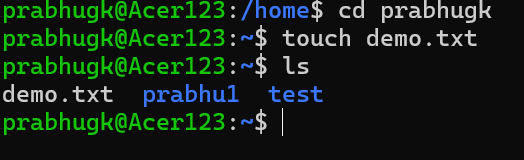 prabhugk@Acer123:/home$ cd prabhugk
prabhugk@Acer123:~$ touch demo.txt
prabhugk@Acer123:~$ ls
demo.txt  prabhu1  test
prabhugk@Acer123:~$